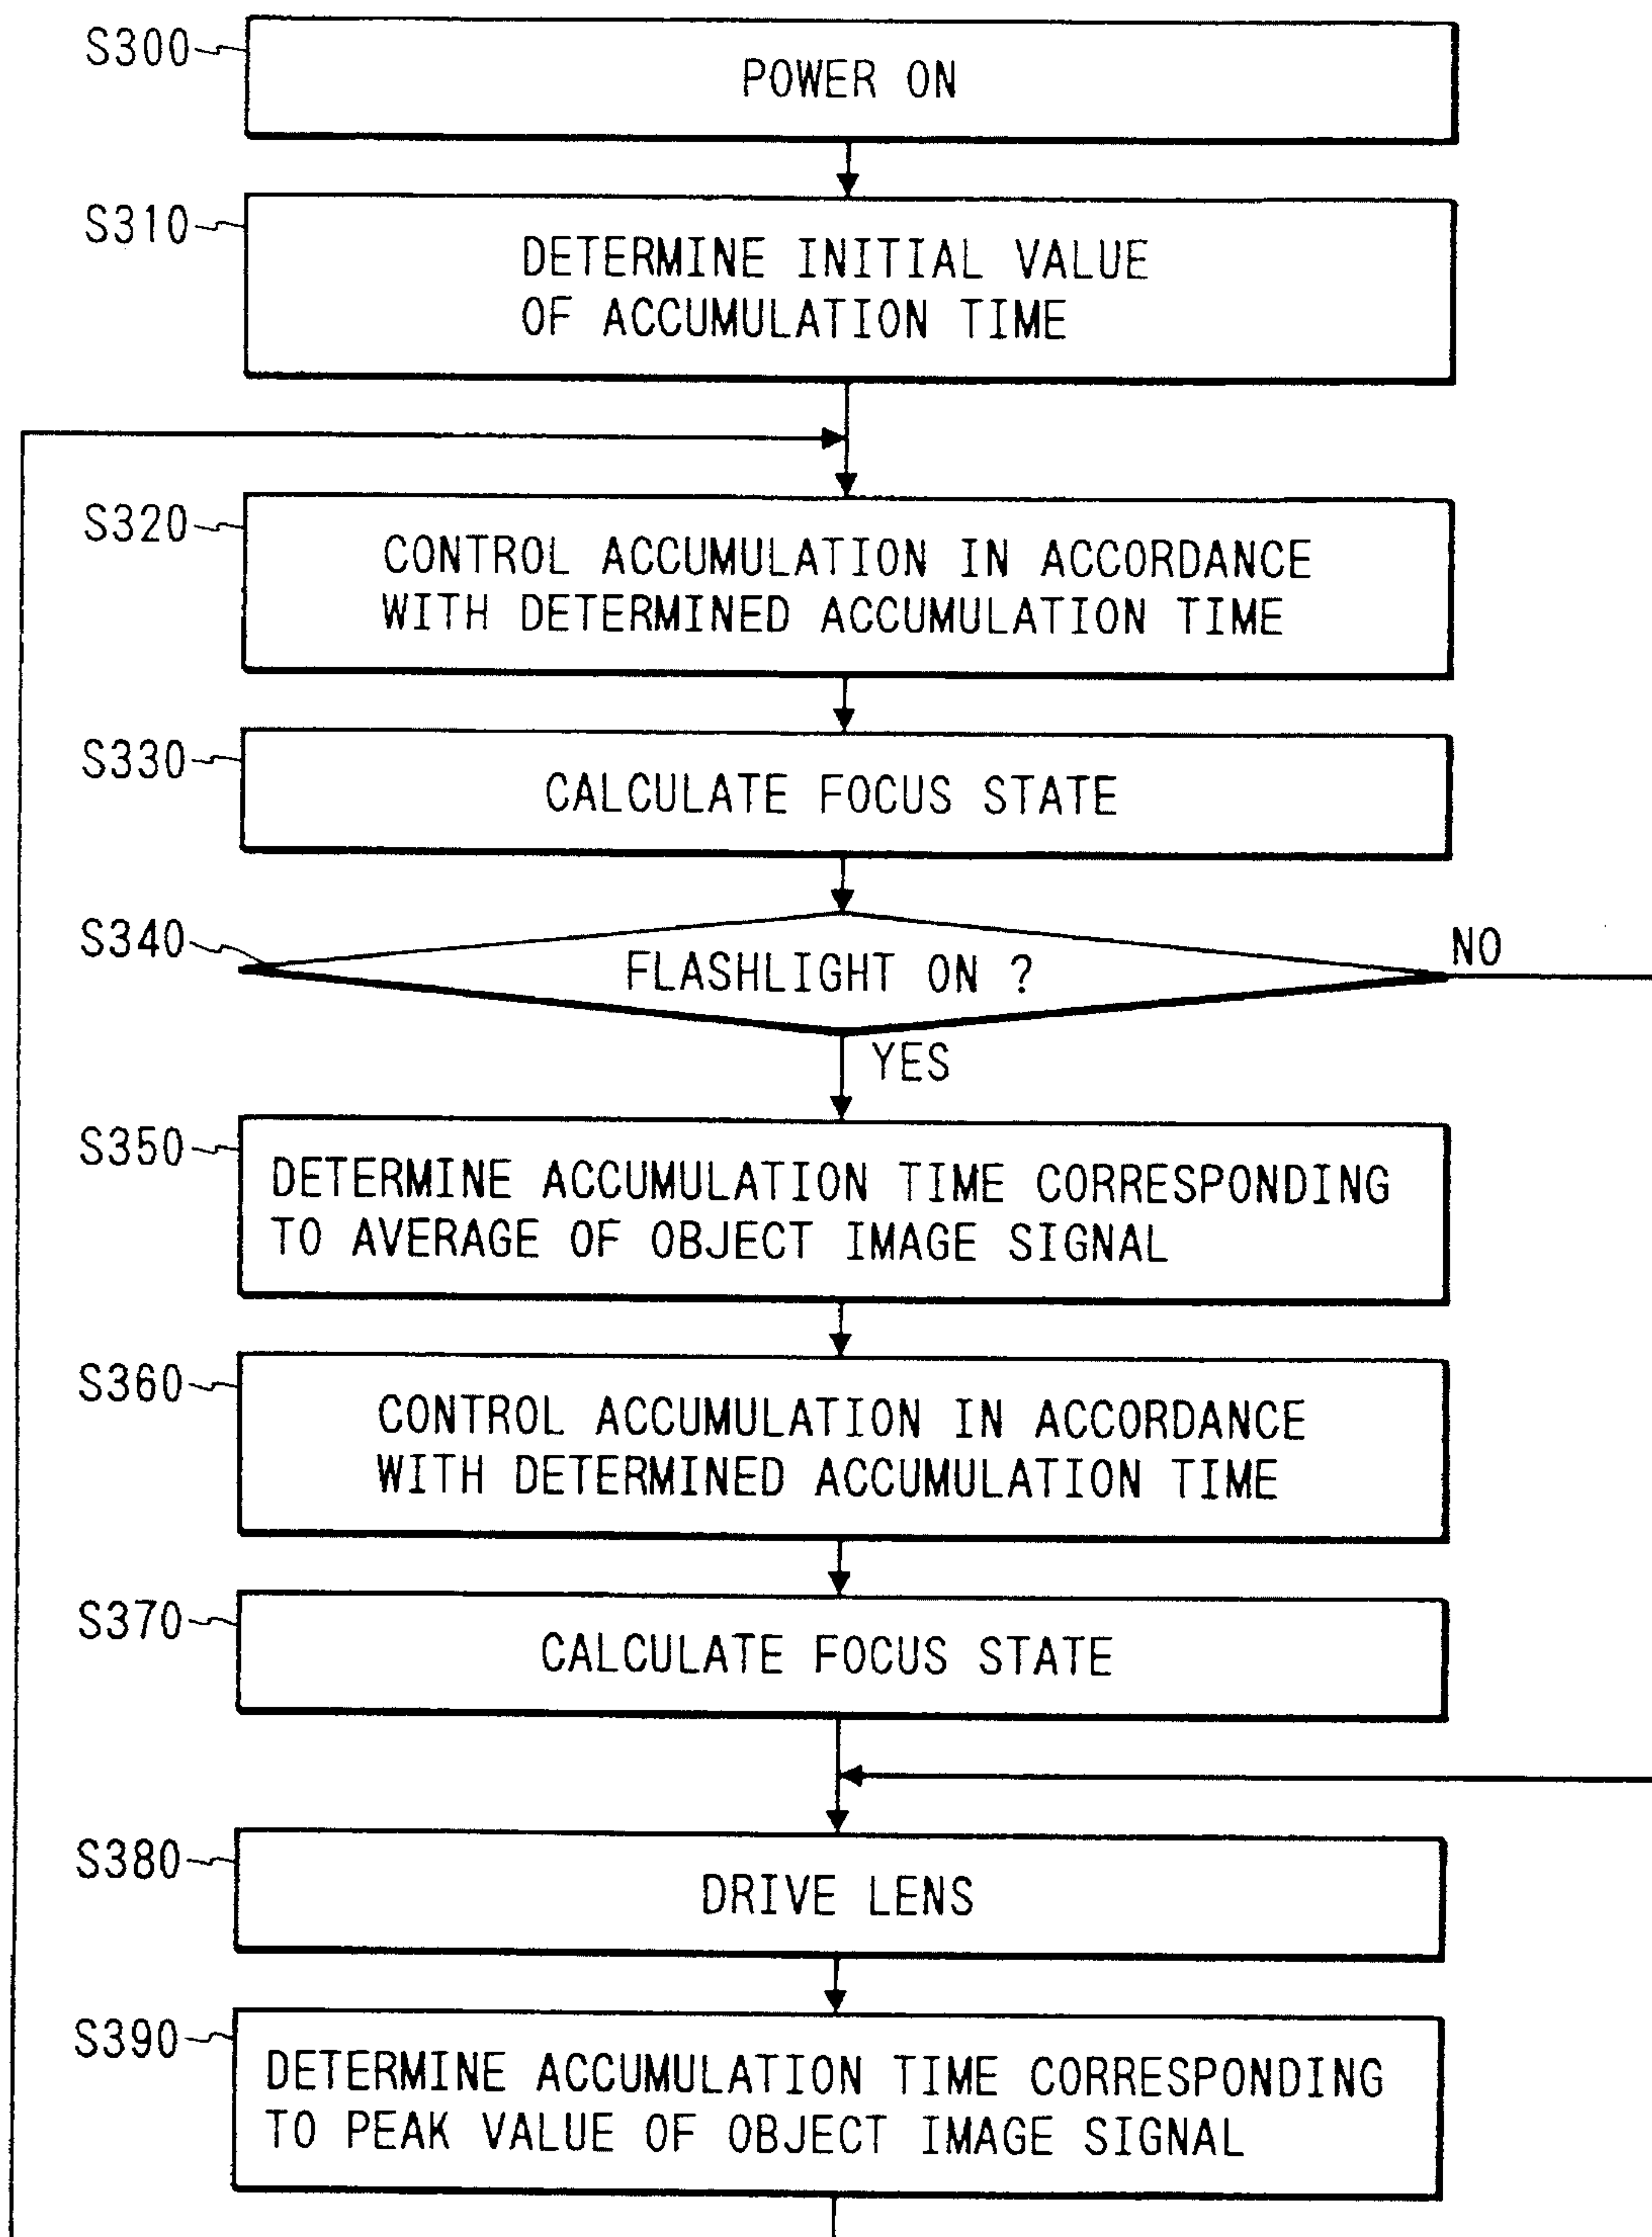 S300
POWER ON
S310
DETERMINE INITIAL VALUE
OF ACCUMULATION TIME
S320
CONTROL ACCUMULATION IN ACCORDANCE
WITH DETERMINED ACCUMULATION TIME
S330
CALCULATE FOCUS STATE
S340
FLASHLIGHT ON ?
NO
YES
S350
DETERMINE ACCUMULATION TIME CORRESPONDING
TO AVERAGE OF OBJECT IMAGE SIGNAL
S360
CONTROL ACCUMULATION IN ACCORDANCE
WITH DETERMINED ACCUMULATION TIME
S370
CALCULATE FOCUS STATE
S380
DRIVE LENS
S390
DETERMINE ACCUMULATION TIME CORRESPONDING
TO PEAK VALUE OF OBJECT IMAGE SIGNAL